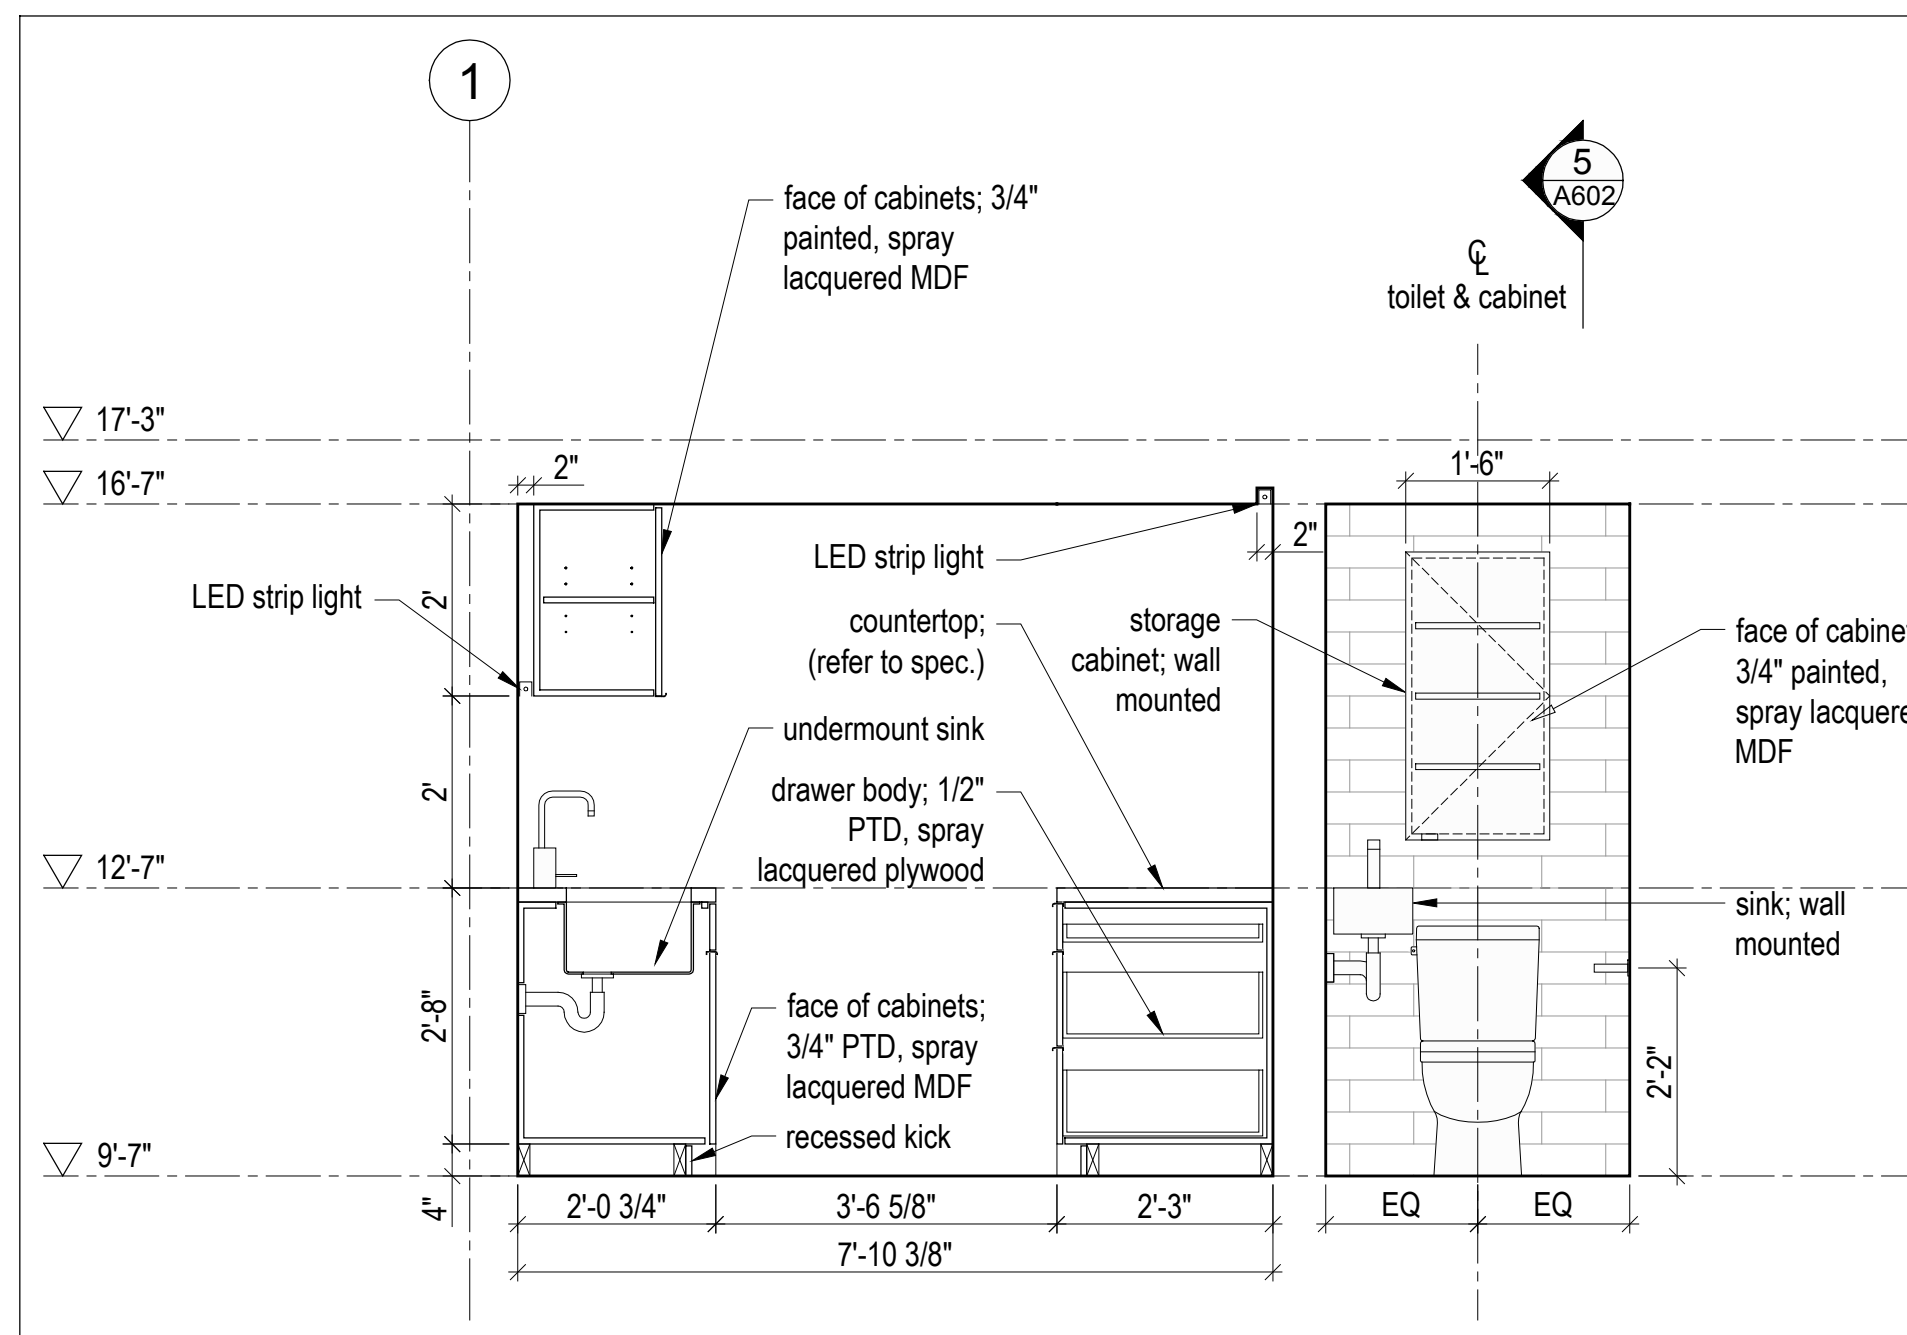 1
5
A602
face of cabinets; 3/4"
painted, spray
lacquered MDF
℄
toilet & cabinet
17'-3"
16'-7"
2"
1'-6"
2"
LED strip light
LED strip light
2'
countertop;
(refer to spec.)
storage
cabinet; wall
mounted
face of cabinet
3/4" painted,
spray lacquere
MDF
undermount sink
2'
drawer body; 1/2"
PTD, spray
lacquered plywood
12'-7"
sink; wall
mounted
2'-8"
face of cabinets;
3/4" PTD, spray
lacquered MDF
2'-2"
recessed kick
9'-7"
4"
2'-0 3/4"
3'-6 5/8"
2'-3"
EQ
EQ
7'-10 3/8"